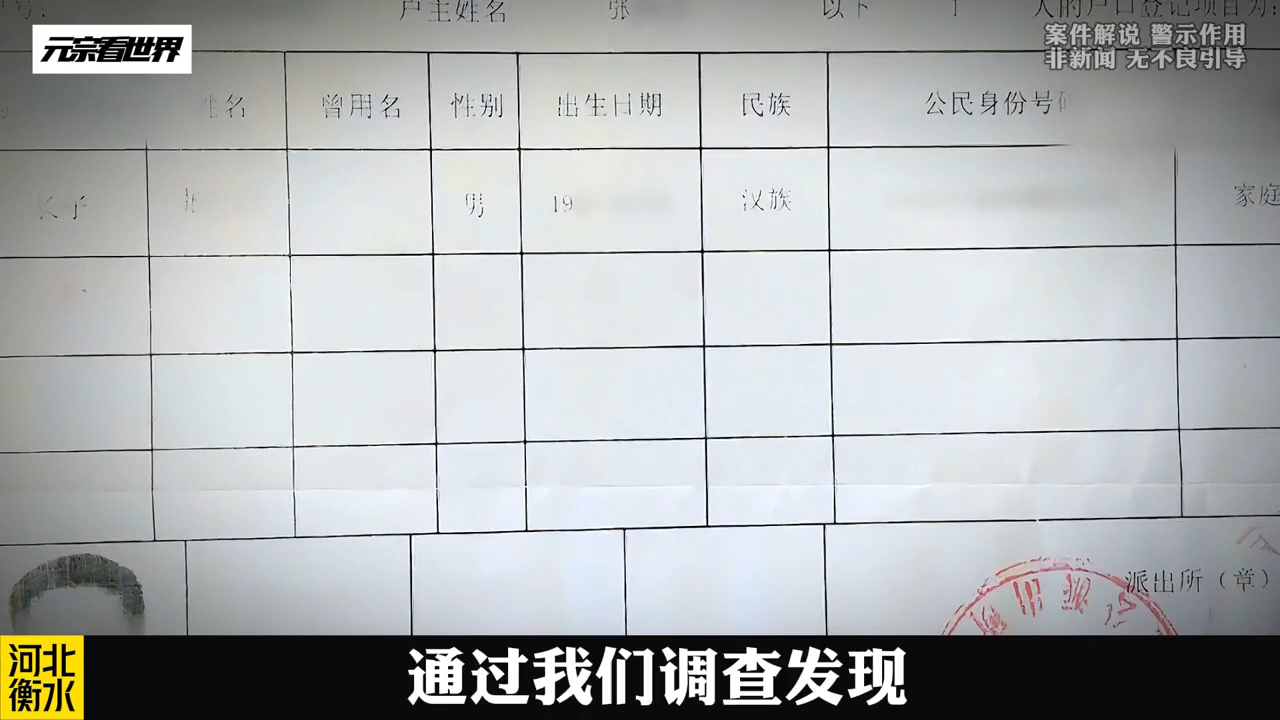 户主姓名 张 以下 1 人的户口登记项目为:
元宗看世界
案件解说 警示作用
非新闻 无不良引导
姓名 曾用名 性别 出生日期 民族 公民身份号码
长子 男 19 汉族 家庭
派出所（章）
河北
衡水
通过我们调查发现